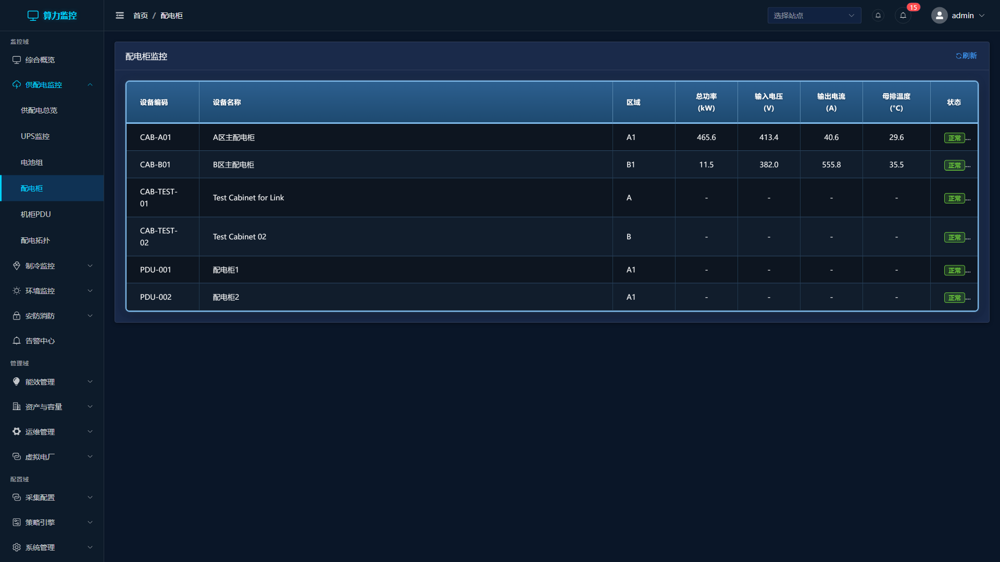 算力监控
监控域
综合概览
供配电监控
供配电总览
UPS监控
电池组
配电柜
机柜PDU
配电拓扑
制冷监控
环境监控
安防消防
告警中心
管理域
能效管理
资产与容量
运维管理
虚拟电厂
配置域
采集配置
策略引擎
系统管理
首页 / 配电柜
选择站点
15
admin
配电柜监控
刷新
设备编码 设备名称 区域 总功率 (kW) 输入电压 (V) 输出电流 (A) 母排温度 (°C) 状态
CAB-A01 A区主配电柜 A1 465.6 413.4 40.6 29.6 正常...
CAB-B01 B区主配电柜 B1 11.5 382.0 555.8 35.5 正常...
CAB-TEST-01 Test Cabinet for Link A - - - - 正常...
CAB-TEST-02 Test Cabinet 02 B - - - - 正常...
PDU-001 配电柜1 A1 - - - - 正常...
PDU-002 配电柜2 A1 - - - - 正常...